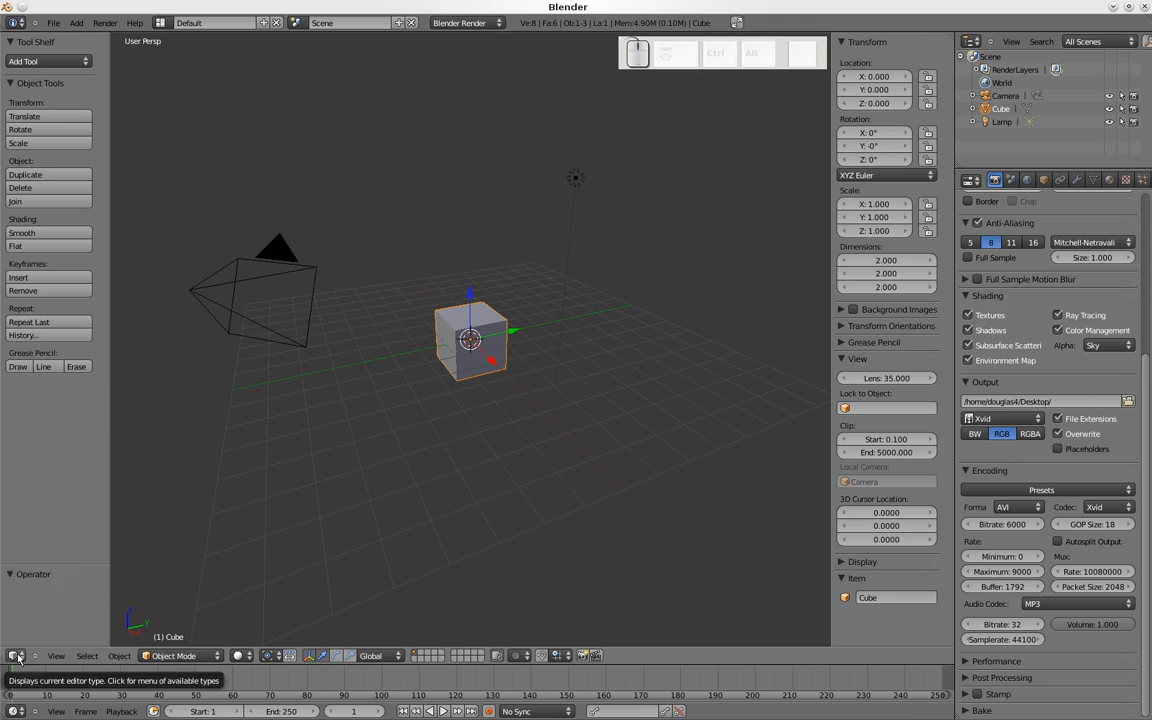 Blender
File Add Render Help Default Scene Blender Render Ve:8 | Fa:6 | Ob:1-3 | La:1 | Mem:4.90M (0.10M) | Cube
Tool Shelf
Add Tool
Object Tools
Transform:
Translate
Rotate
Scale
Object:
Duplicate
Delete
Join
Shading:
Smooth
Flat
Keyframes:
Insert
Remove
Repeat:
Repeat Last
History...
Grease Pencil:
Draw Line Erase
Operator
User Persp
Ctrl Alt
(1) Cube
Transform
Location:
X: 0.000
Y: 0.000
Z: 0.000
Rotation:
X: 0°
Y: -0°
Z: 0°
XYZ Euler
Scale:
X: 1.000
Y: 1.000
Z: 1.000
Dimensions:
2.000
2.000
2.000
Background Images
Transform Orientations
Grease Pencil
View
Lens: 35.000
Lock to Object:
Clip:
Start: 0.100
End: 5000.000
Local Camera:
Camera
3D Cursor Location:
0.0000
0.0000
0.0000
Display
Item
Cube
View Search All Scenes
Scene
RenderLayers |
World
Camera |
Cube |
Lamp |
Border Crop
Anti-Aliasing
5 8 11 16 Mitchell-Netravali
Full Sample Size: 1.000
Full Sample Motion Blur
Shading
Textures Ray Tracing
Shadows Color Management
Subsurface Scatteri Alpha: Sky
Environment Map
Output
/home/douglas4/Desktop/
Xvid File Extensions
BW RGB RGBA Overwrite
Placeholders
Encoding
Presets
Forma AVI Codec: Xvid
Bitrate: 6000 GOP Size: 18
Rate: Autosplit Output
Minimum: 0 Mux:
Maximum: 9000 Rate: 10080000
Buffer: 1792 Packet Size: 2048
Audio Codec: MP3
Bitrate: 32 Volume: 1.000
Samplerate: 44100
Performance
Post Processing
Stamp
Bake
View Select Object Object Mode Global
Displays current editor type. Click for menu of available types
0 10 20 30 40 50 60 70 80 90 100 110 120 130 140 150 160 170 180 190 200 210 220 230 240 250
View Frame Playback Start: 1 End: 250 1 No Sync